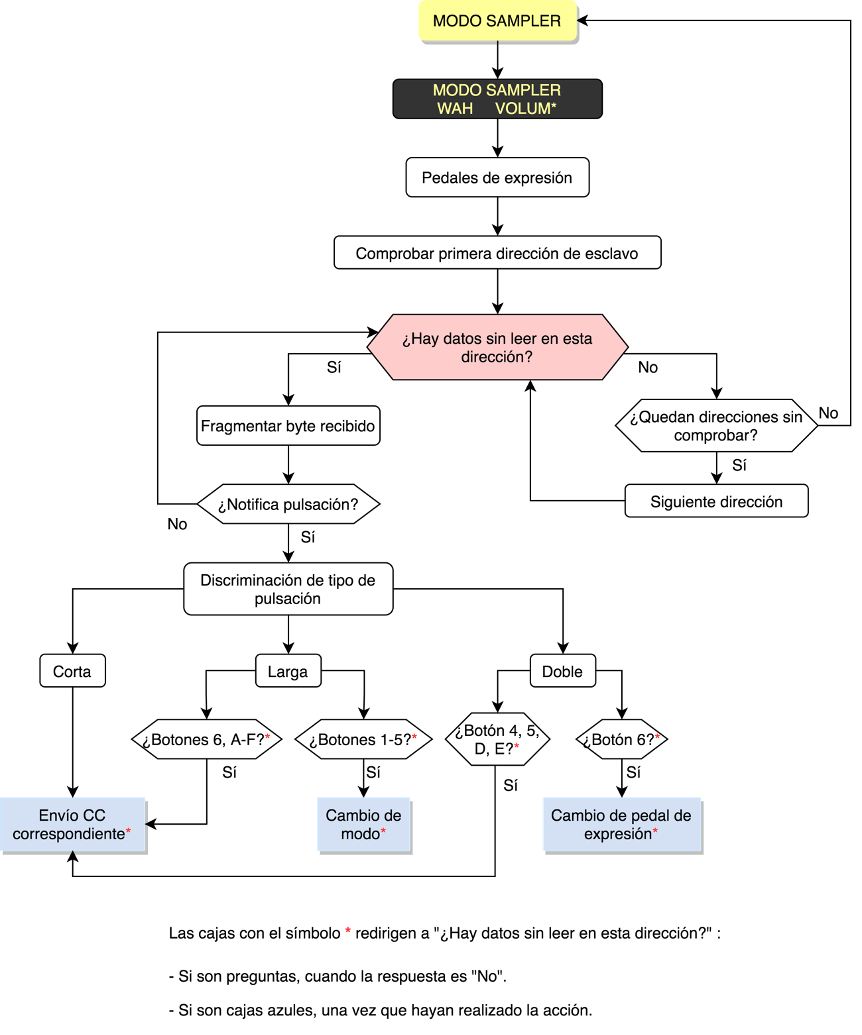 MODO SAMPLER
MODO SAMPLER
WAH VOLUM*
Pedales de expresión
Comprobar primera dirección de esclavo
¿Hay datos sin leer en esta
dirección?
Sí
No
Fragmentar byte recibido
¿Quedan direcciones sin
comprobar?
No
Sí
Siguiente dirección
¿Notifica pulsación?
No
Sí
Discriminación de tipo de
pulsación
Corta
Larga
Doble
¿Botones 6, A-F?*
¿Botones 1-5?*
¿Botón 4, 5,
D, E?*
¿Botón 6?*
Sí
Sí
Sí
Sí
Envío CC
correspondiente*
Cambio de
modo*
Cambio de pedal de
expresión*
Las cajas con el símbolo * redirigen a "¿Hay datos sin leer en esta dirección?" :
- Si son preguntas, cuando la respuesta es "No".
- Si son cajas azules, una vez que hayan realizado la acción.